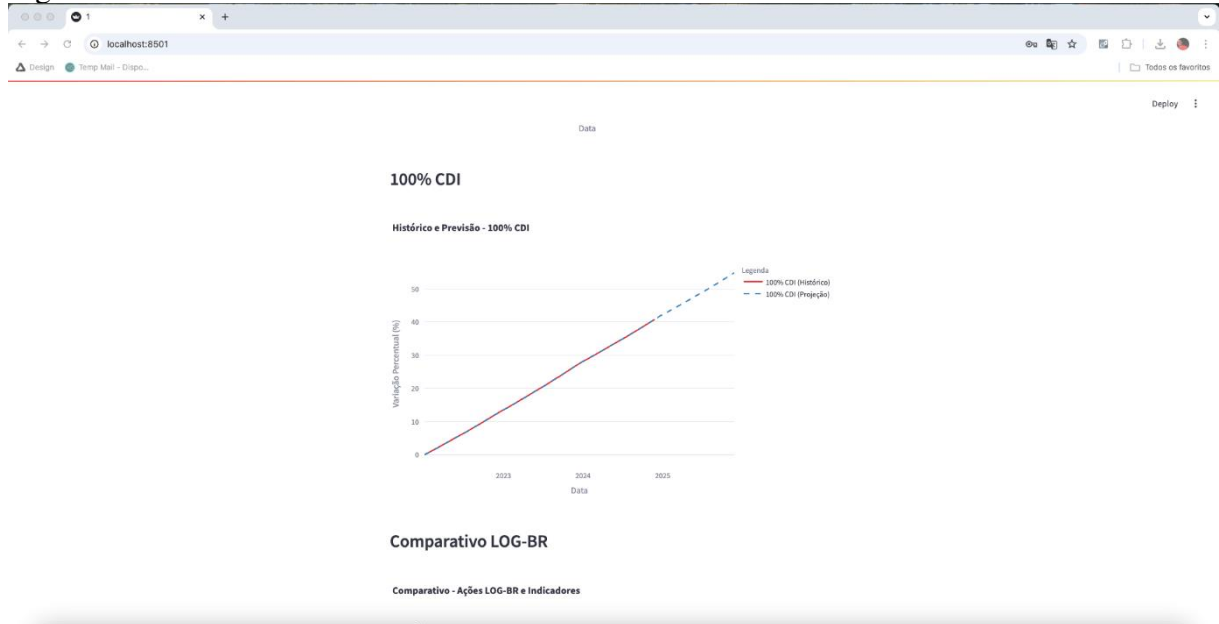 1
localhost:8501
Design
Temp Mail - Dispo...
Todos os favoritos
Deploy
Data
100% CDI
Histórico e Previsão - 100% CDI
Legenda
100% CDI (Histórico)
100% CDI (Projeção)
Variação Percentual (%)
50
40
30
20
10
0
2023 2024 2025
Data
Comparativo LOG-BR
Comparativo - Ações LOG-BR e Indicadores